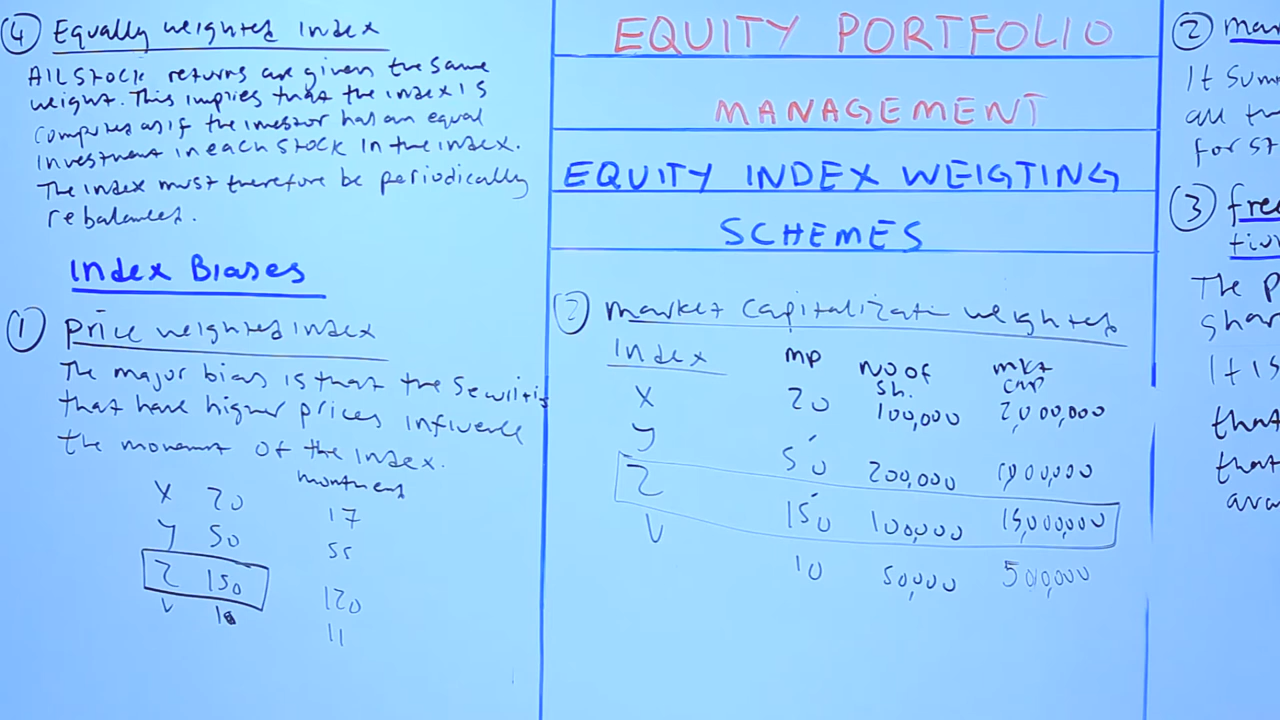 ④ Equally weighted Index
All Stock returns are given the same
weight. This implies that the index is
computed as if the investor has an equal
Investment in each stock in the index.
The index must therefore be periodically
rebalanced.
Index Biases
① Price weighted index
The major bias is that the securities
that have higher prices influence
the movement of the index.
movement
X 20 17
Y 50 55
Z 150 120
V 10 11
EQUITY PORTFOLIO
MANAGEMENT
EQUITY INDEX WEIGTING
SCHEMES
② market capitalization weighted
Index mp No of sh. mkt cap
X 20 100,000 2,000,000
Y 50 200,000
Z 150 100,000 15,000,000
V 10 50,000 500,000
② mar
It sum
all th
for st
③ free
tion
The P
shar
It is
that
that
ava